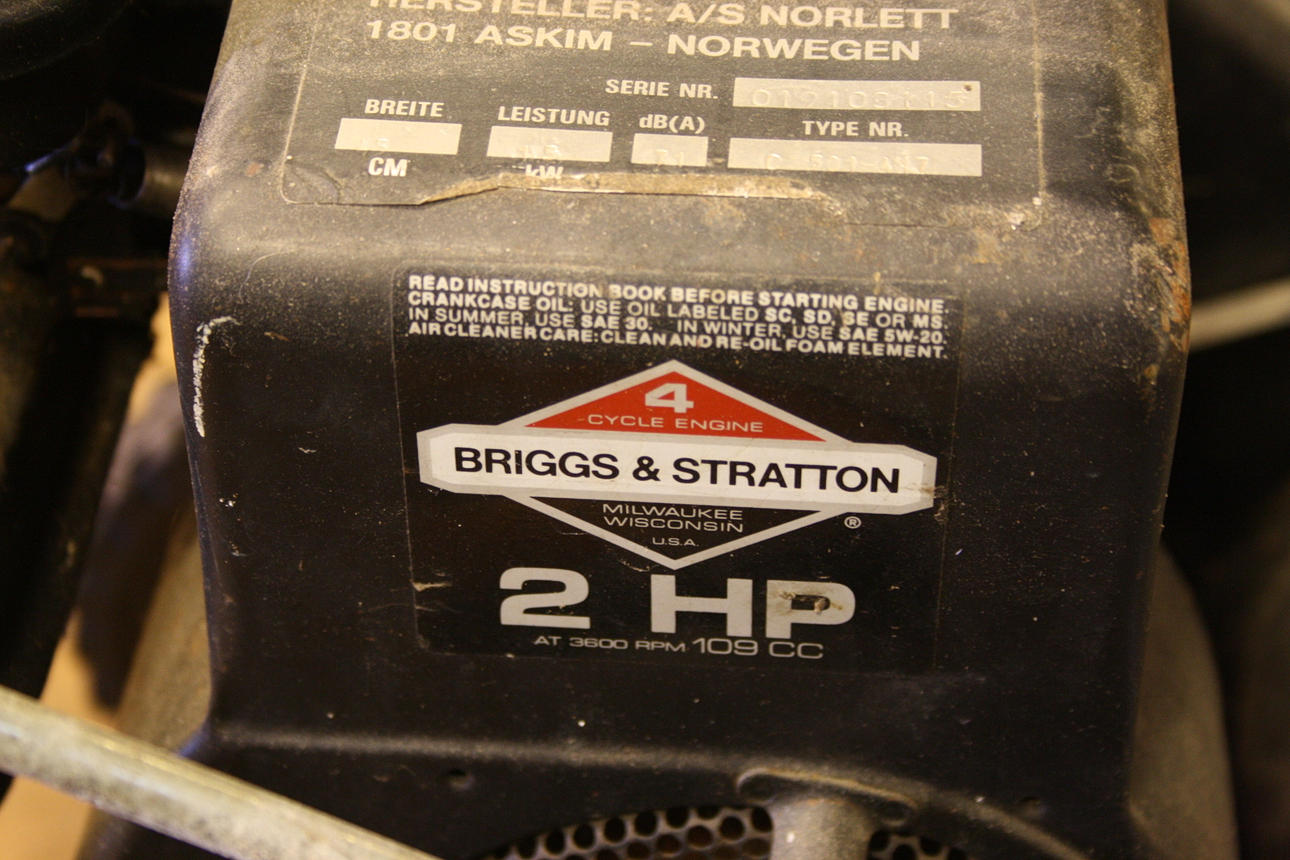 HERSTELLER: A/S NORLETT
1801 ASKIM – NORWEGEN
SERIE NR.
BREITE LEISTUNG dB(A) TYPE NR.
CM kW
READ INSTRUCTION BOOK BEFORE STARTING ENGINE.
CRANKCASE OIL: USE OIL LABELED SC, SD, SE OR MS.
IN SUMMER, USE SAE 30. IN WINTER, USE SAE 5W-20.
AIR CLEANER CARE: CLEAN AND RE-OIL FOAM ELEMENT.
4
CYCLE ENGINE
BRIGGS & STRATTON
MILWAUKEE
WISCONSIN
U.S.A.
®
2 HP
AT 3600 RPM 109 CC